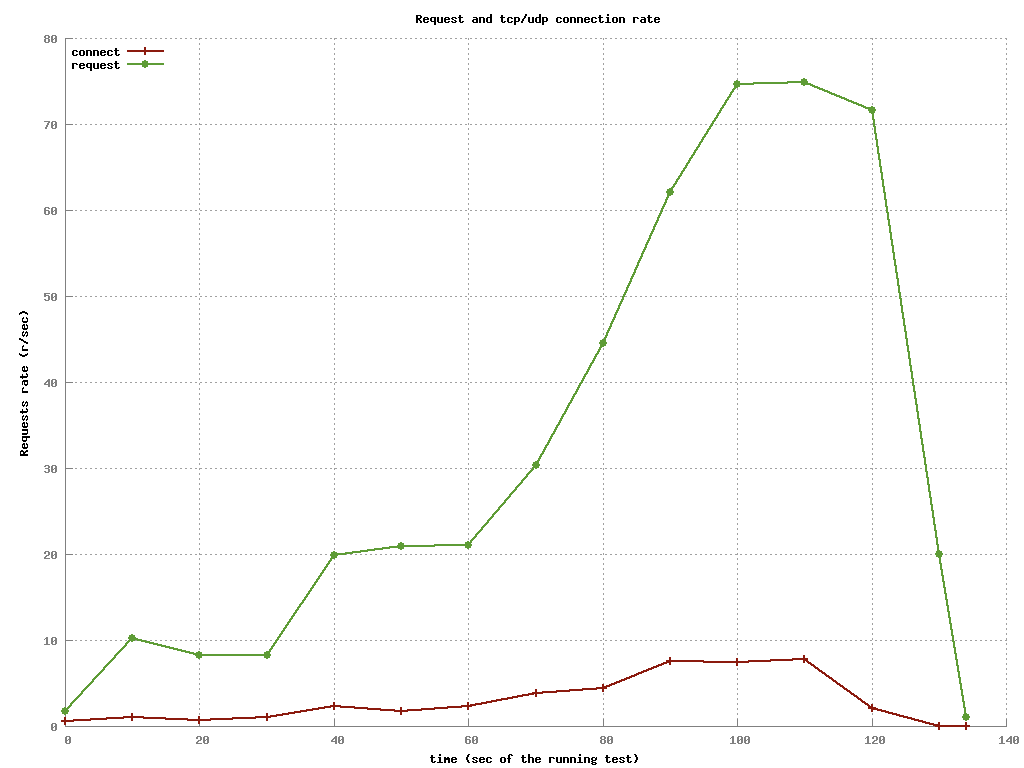 Request and tcp/udp connection rate
connect
request
80
70
60
50
40
30
20
10
0
Requests rate (r/sec)
0 20 40 60 80 100 120 140
time (sec of the running test)